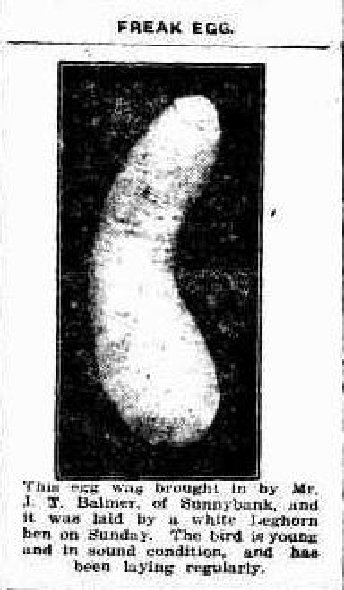 FREAK EGG.
This egg was brought in by Mr.
J. T. Balmer, of Sunnybank, and
it was laid by a white Leghorn
hen on Sunday. The bird is young
and in sound condition, and has
been laying regularly.